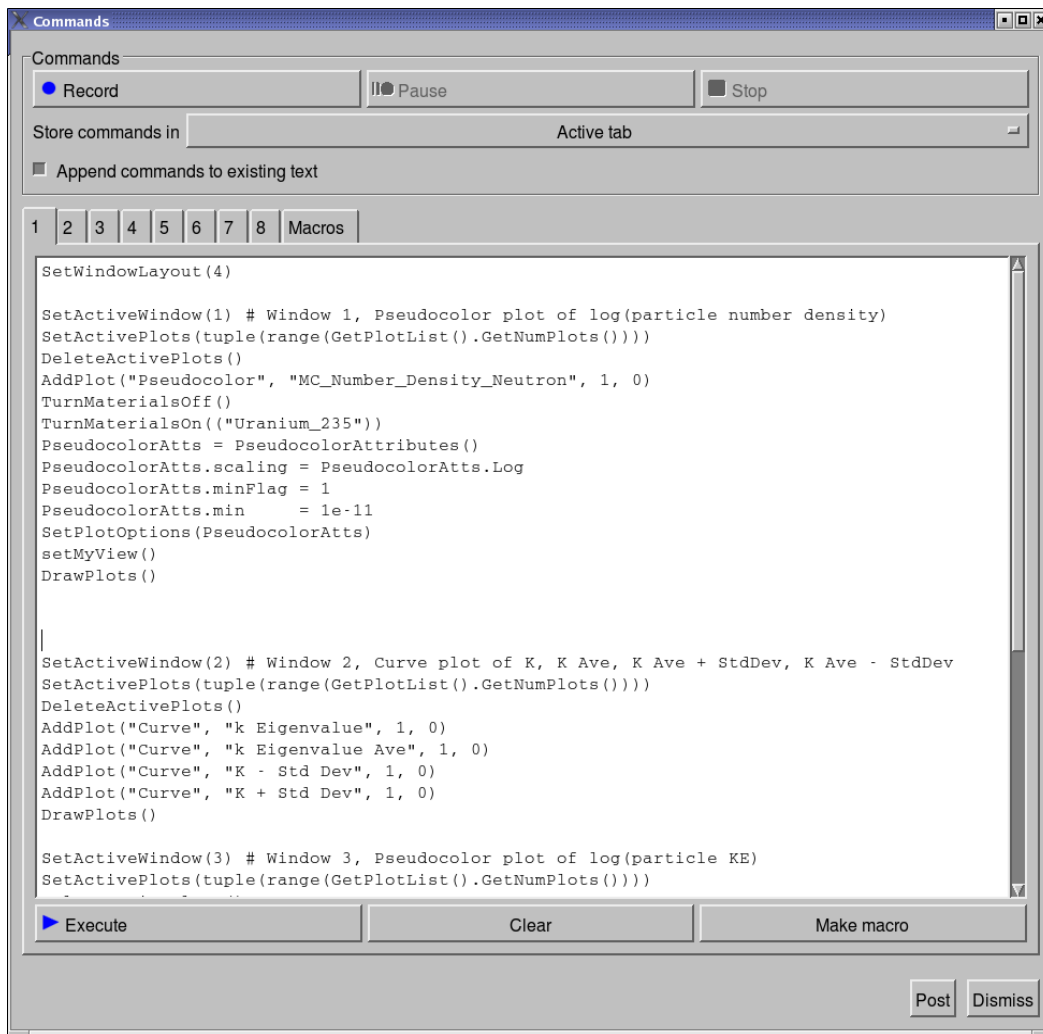 Commands
Commands
Record
Pause
Stop
Store commands in
Active tab
Append commands to existing text
1 2 3 4 5 6 7 8 Macros
SetWindowLayout(4)
SetActiveWindow(1) # Window 1, Pseudocolor plot of log(particle number density)
SetActivePlots(tuple(range(GetPlotList().GetNumPlots())))
DeleteActivePlots()
AddPlot("Pseudocolor", "MC_Number_Density_Neutron", 1, 0)
TurnMaterialsOff()
TurnMaterialsOn(("Uranium_235"))
PseudocolorAtts = PseudocolorAttributes()
PseudocolorAtts.scaling = PseudocolorAtts.Log
PseudocolorAtts.minFlag = 1
PseudocolorAtts.min     = 1e-11
SetPlotOptions(PseudocolorAtts)
setMyView()
DrawPlots()
SetActiveWindow(2) # Window 2, Curve plot of K, K Ave, K Ave + StdDev, K Ave - StdDev
SetActivePlots(tuple(range(GetPlotList().GetNumPlots())))
DeleteActivePlots()
AddPlot("Curve", "k Eigenvalue", 1, 0)
AddPlot("Curve", "k Eigenvalue Ave", 1, 0)
AddPlot("Curve", "K - Std Dev", 1, 0)
AddPlot("Curve", "K + Std Dev", 1, 0)
DrawPlots()
SetActiveWindow(3) # Window 3, Pseudocolor plot of log(particle KE)
SetActivePlots(tuple(range(GetPlotList().GetNumPlots())))
Execute
Clear
Make macro
Post
Dismiss